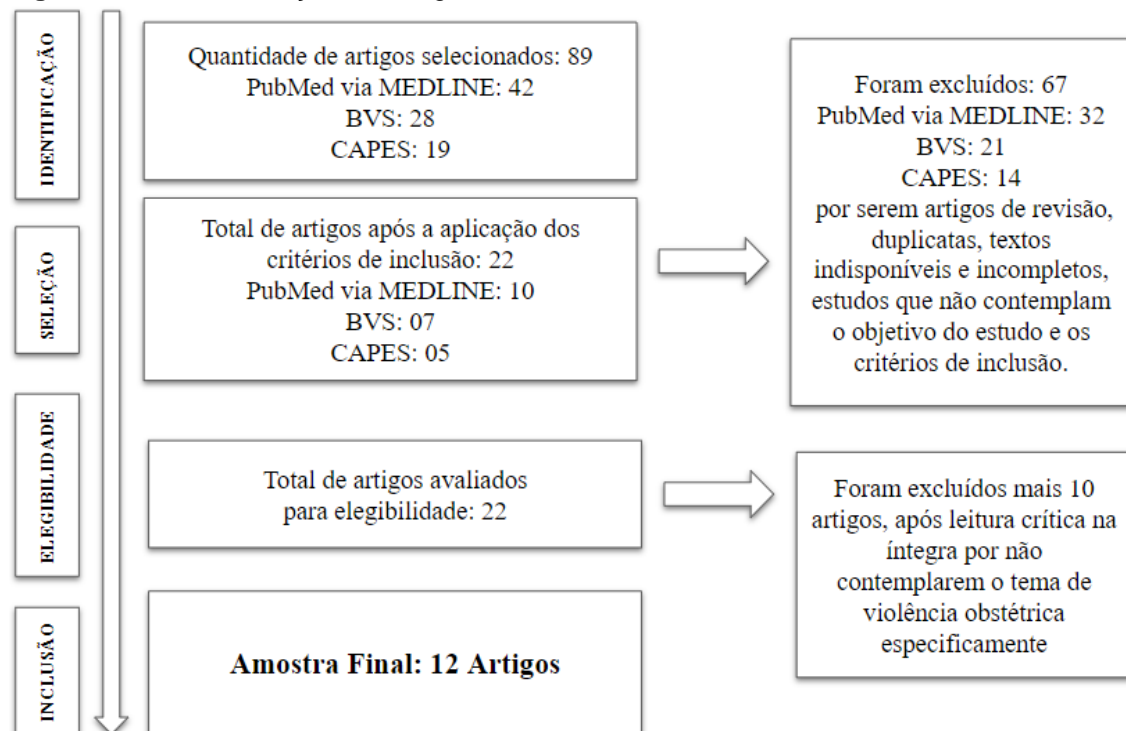 IDENTIFICAÇÃO
Quantidade de artigos selecionados: 89
PubMed via MEDLINE: 42
BVS: 28
CAPES: 19
Foram excluídos: 67
PubMed via MEDLINE: 32
BVS: 21
CAPES: 14
por serem artigos de revisão,
duplicatas, textos
indisponíveis e incompletos,
estudos que não contemplam
o objetivo do estudo e os
critérios de inclusão.
SELEÇÃO
Total de artigos após a aplicação dos
critérios de inclusão: 22
PubMed via MEDLINE: 10
BVS: 07
CAPES: 05
ELEGIBILIDADE
Total de artigos avaliados
para elegibilidade: 22
Foram excluídos mais 10
artigos, após leitura crítica na
íntegra por não
contemplarem o tema de
violência obstétrica
especificamente
INCLUSÃO
Amostra Final: 12 Artigos